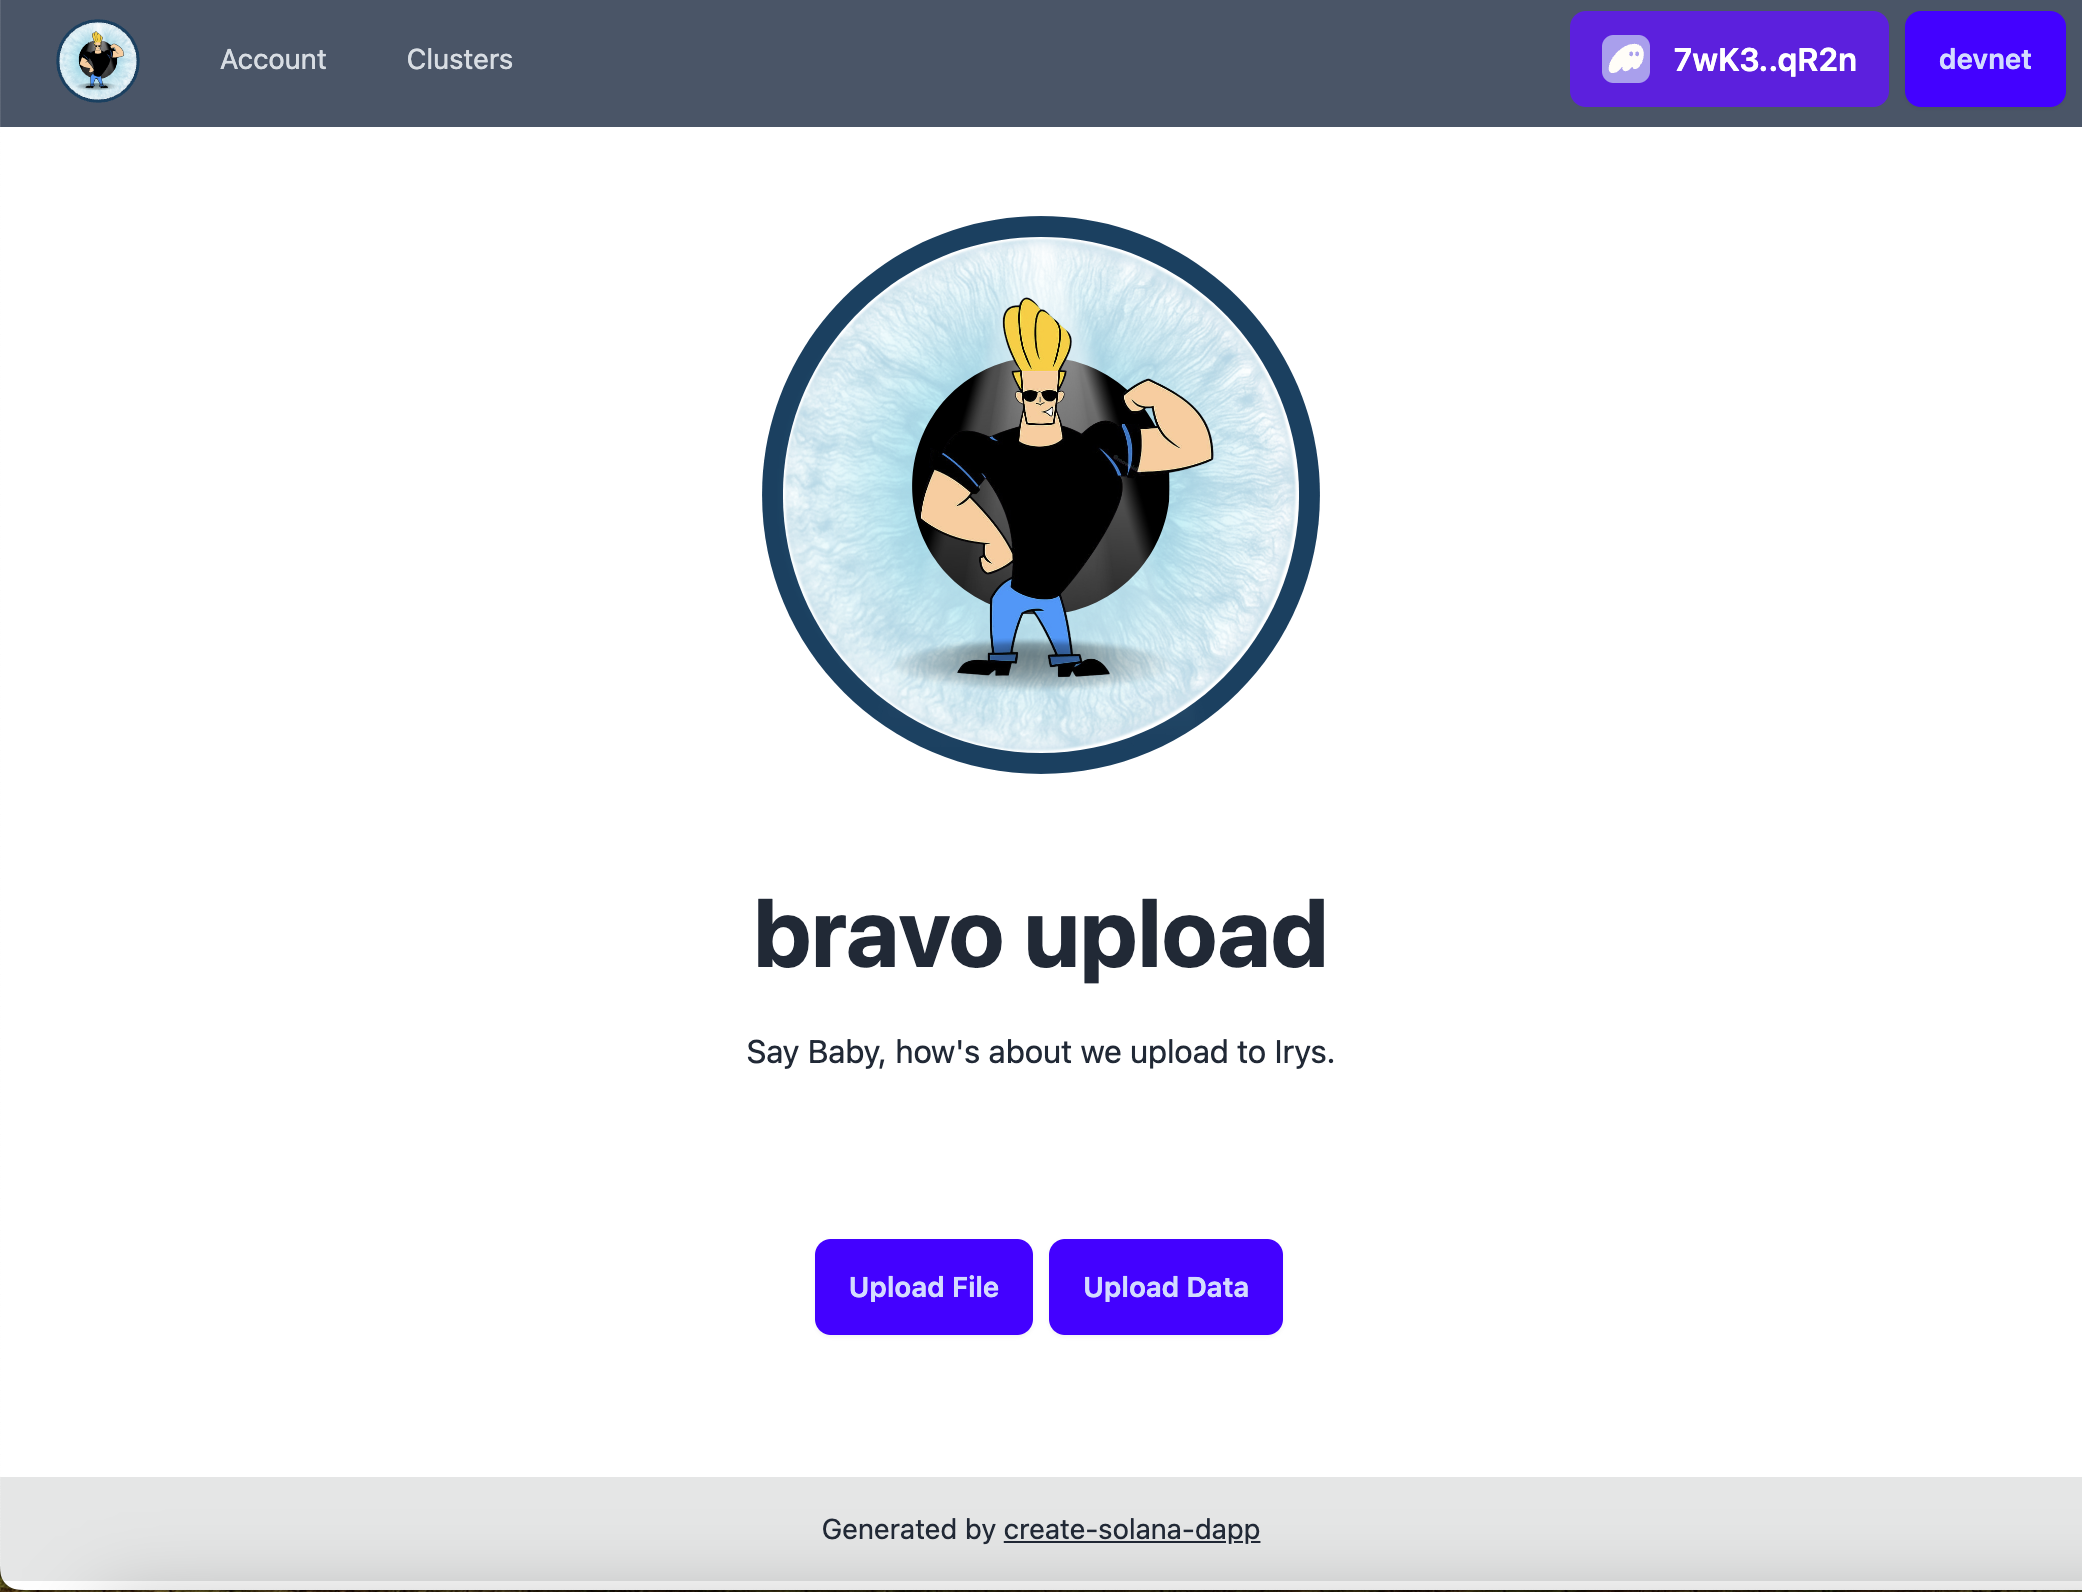 Account
Clusters
7wK3..qR2n
devnet
bravo upload
Say Baby, how's about we upload to Irys.
Upload File
Upload Data
Generated by create-solana-dapp